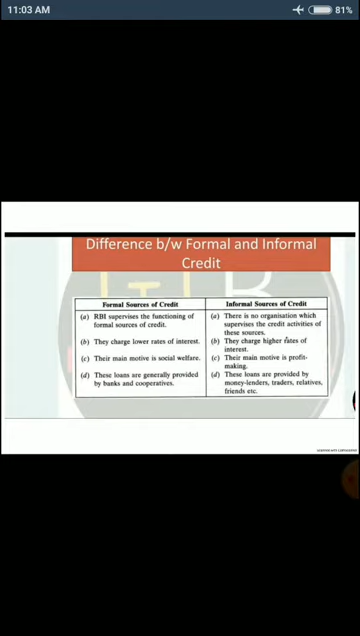 11:03 AM
81%
Difference b/w Formal and Informal
Credit
Formal Sources of Credit
(a) RBI supervises the functioning of
formal sources of credit.
(b) They charge lower rates of interest.
(c) Their main motive is social welfare.
(d) These loans are generally provided
by banks and cooperatives.
Informal Sources of Credit
(a) There is no organisation which
supervises the credit activities of
these sources.
(b) They charge higher rates of
interest.
(c) Their main motive is profit-
making.
(d) These loans are provided by
money-lenders, traders, relatives,
friends etc.